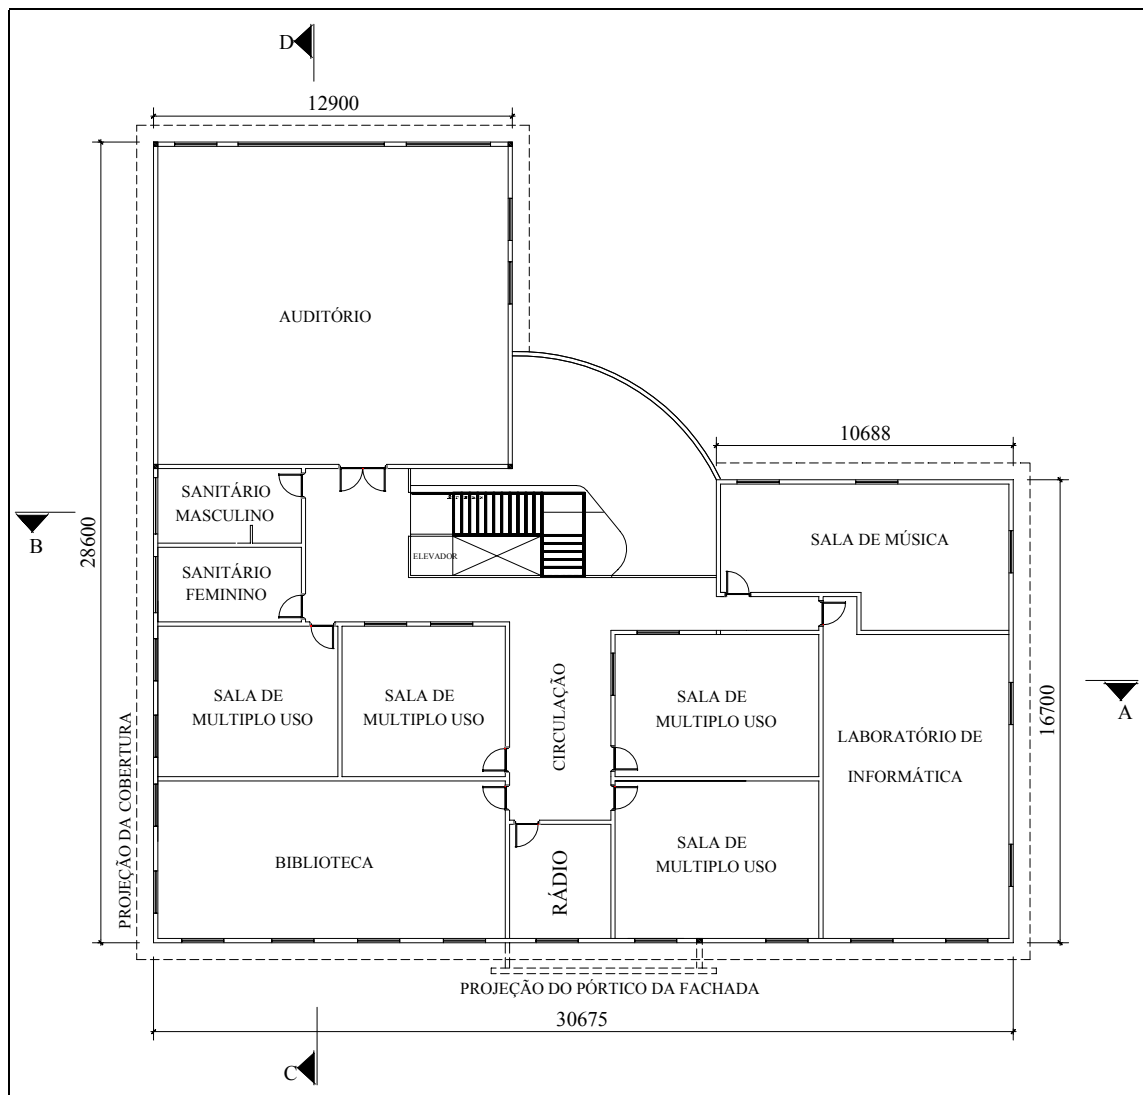 D
12900
AUDITÓRIO
10688
28600
SANITÁRIO
MASCULINO
B
ELEVADOR
SALA DE MÚSICA
SANITÁRIO
FEMININO
SALA DE
MULTIPLO USO
SALA DE
MULTIPLO USO
CIRCULAÇÃO
SALA DE
MULTIPLO USO
A
16700
LABORATÓRIO DE
INFORMÁTICA
PROJEÇÃO DA COBERTURA
BIBLIOTECA
RÁDIO
SALA DE
MULTIPLO USO
PROJEÇÃO DO PÓRTICO DA FACHADA
30675
C